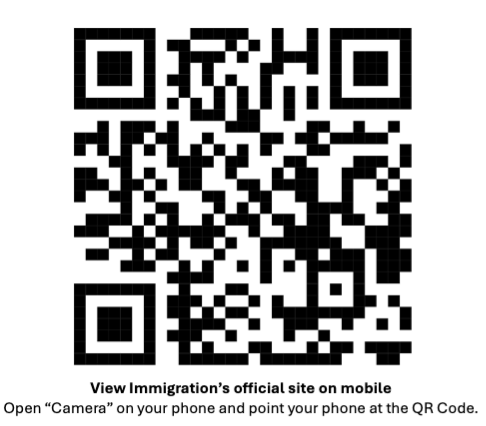 View Immigration's official site on mobile
Open “Camera” on your phone and point your phone at the QR Code.